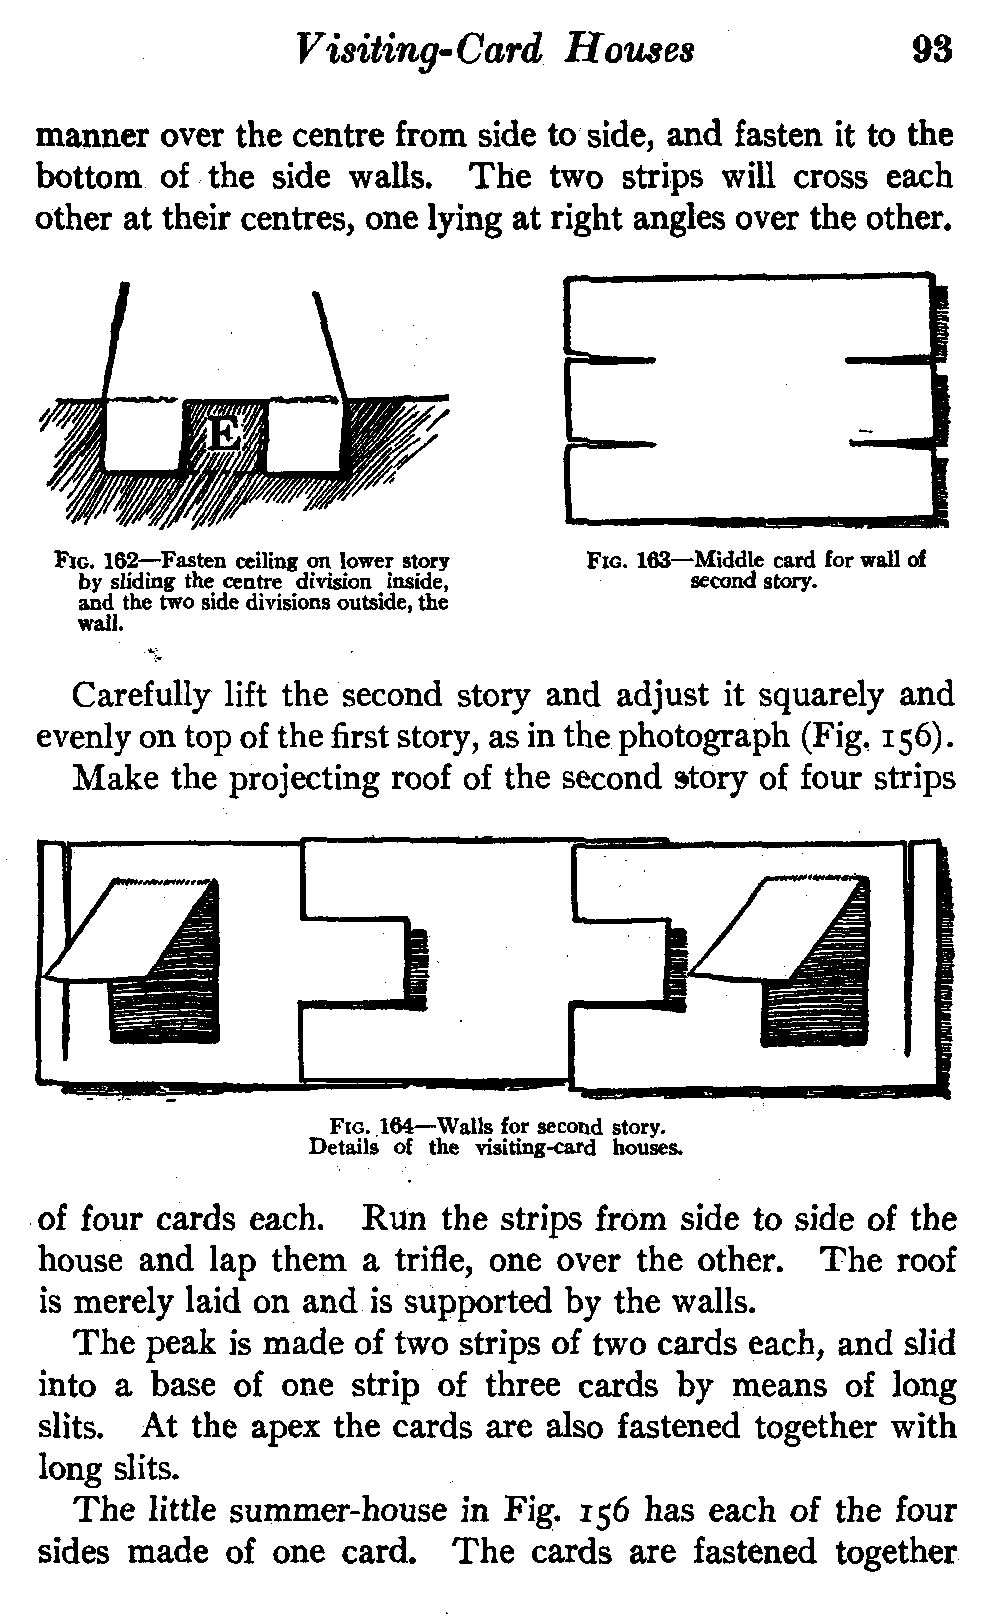 Visiting-Card Houses 93
manner over the centre from side to side, and fasten it to the
bottom of the side walls. The two strips will cross each
other at their centres, one lying at right angles over the other.
E
FIG. 162—Fasten ceiling on lower story
by sliding the centre division inside,
and the two side divisions outside, the
wall.
FIG. 163—Middle card for wall of
second story.
Carefully lift the second story and adjust it squarely and
evenly on top of the first story, as in the photograph (Fig. 156).
Make the projecting roof of the second story of four strips
FIG. 164—Walls for second story.
Details of the visiting-card houses.
of four cards each. Run the strips from side to side of the
house and lap them a trifle, one over the other. The roof
is merely laid on and is supported by the walls.
The peak is made of two strips of two cards each, and slid
into a base of one strip of three cards by means of long
slits. At the apex the cards are also fastened together with
long slits.
The little summer-house in Fig. 156 has each of the four
sides made of one card. The cards are fastened together